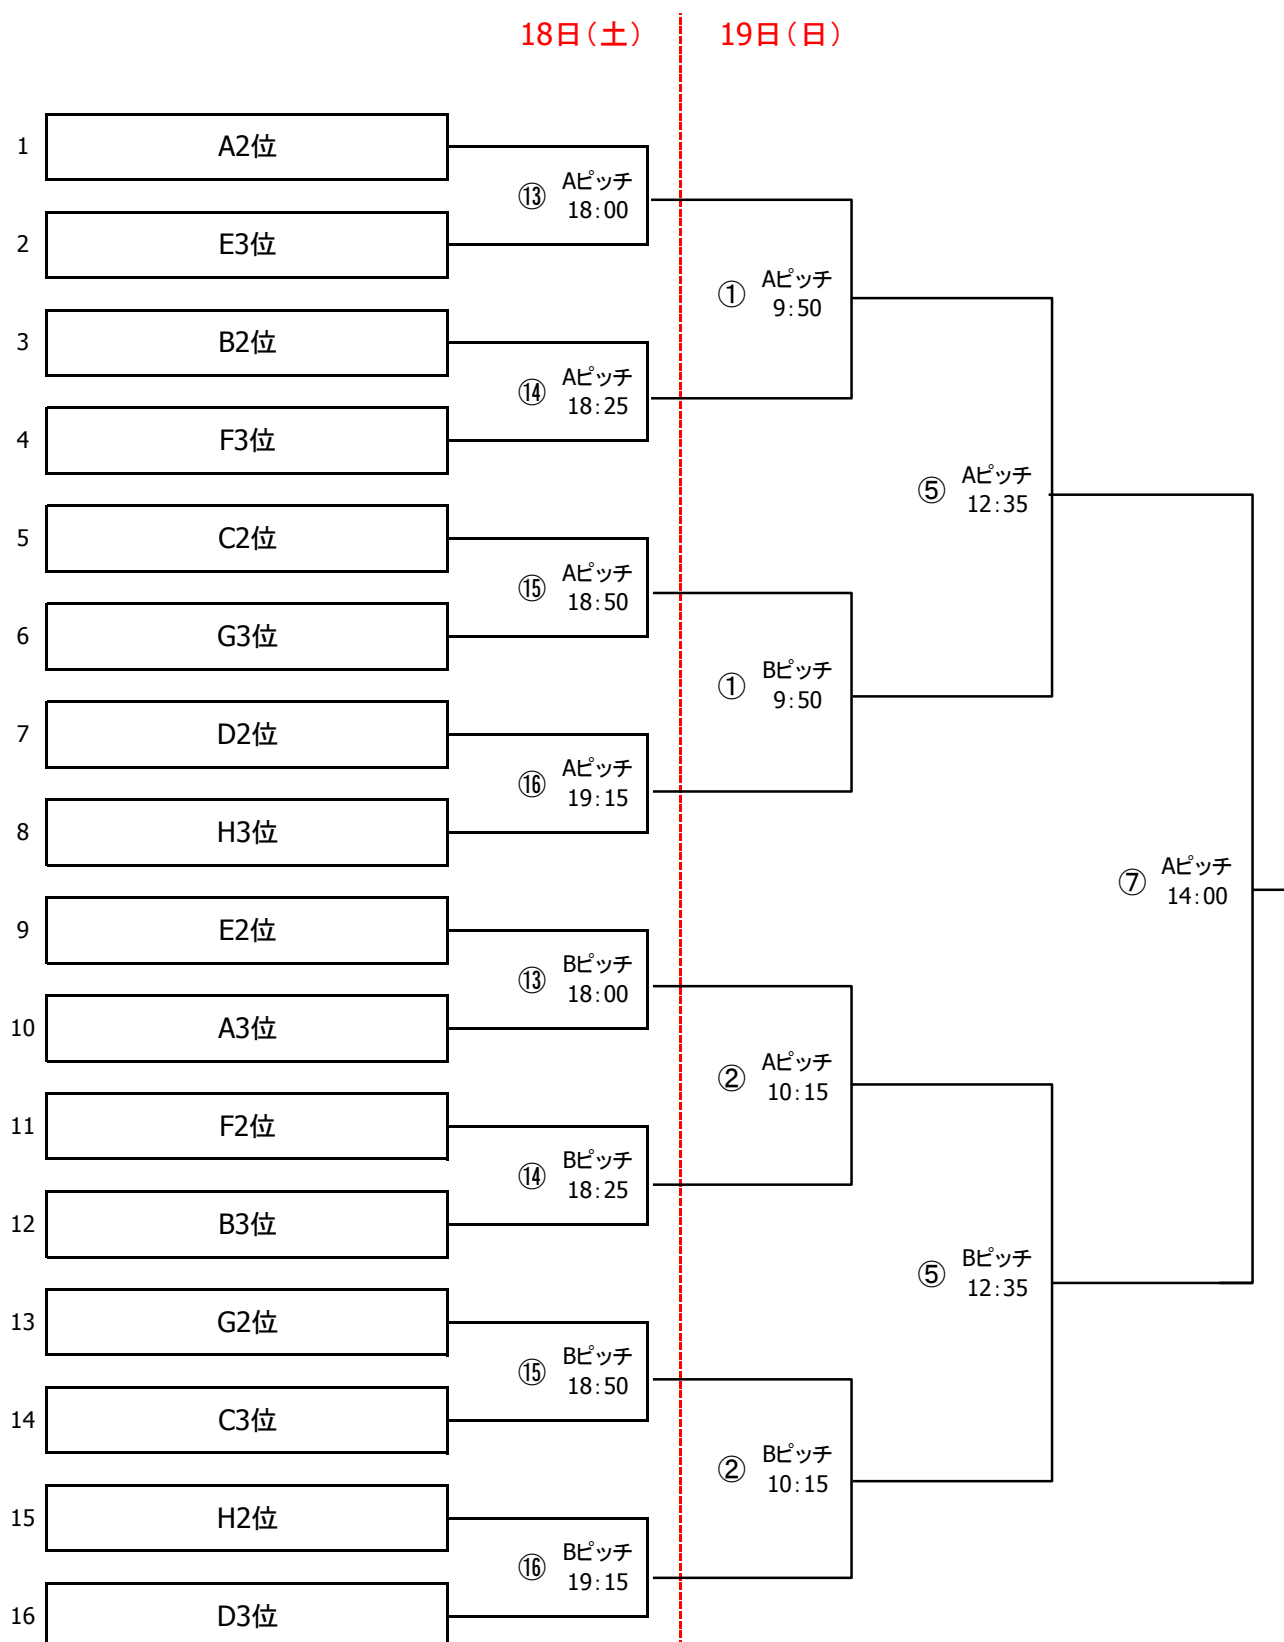 18日（土）
19日（日）
1
A2位
⑬
Aピッチ
18：00
2
E3位
①
Aピッチ
9：50
3
B2位
⑭
Aピッチ
18：25
4
F3位
⑤
Aピッチ
12：35
5
C2位
⑮
Aピッチ
18：50
6
G3位
①
Bピッチ
9：50
7
D2位
⑯
Aピッチ
19：15
8
H3位
⑦
Aピッチ
14：00
9
E2位
⑬
Bピッチ
18：00
10
A3位
②
Aピッチ
10：15
11
F2位
⑭
Bピッチ
18：25
12
B3位
⑤
Bピッチ
12：35
13
G2位
⑮
Bピッチ
18：50
14
C3位
②
Bピッチ
10：15
15
H2位
⑯
Bピッチ
19：15
16
D3位